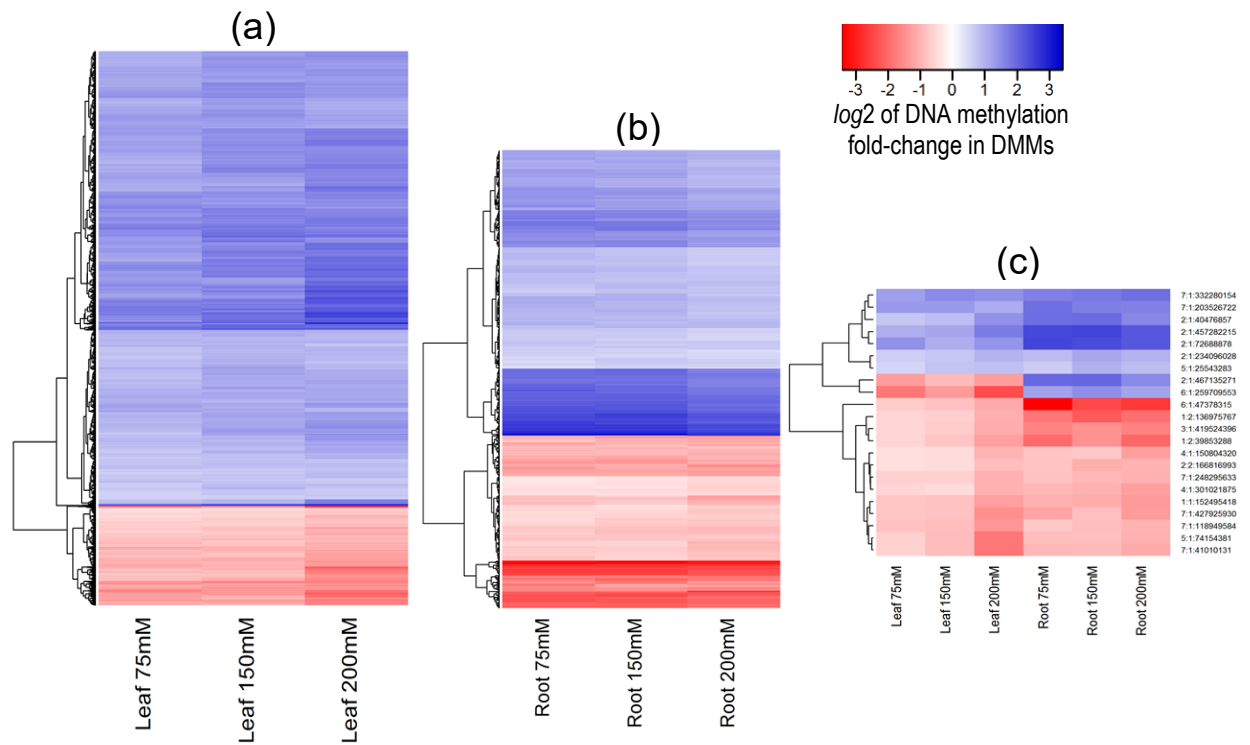 (a)
(b)
(c)
-3 -2 -1 0 1 2 3
log2 of DNA methylation
fold-change in DMMs
Leaf 75mM
Leaf 150mM
Leaf 200mM
Root 75mM
Root 150mM
Root 200mM
7:1:332280154
7:1:203526722
2:1:40476857
2:1:457282215
2:1:72688878
2:1:234096028
5:1:25543283
2:1:467135271
6:1:259709553
6:1:47378315
1:2:136975767
3:1:419524396
1:2:39853288
4:1:150804320
2:2:166816993
7:1:248295633
4:1:301021875
1:1:152495418
7:1:427925930
7:1:118949584
5:1:74154381
7:1:41010131
Leaf 75mM
Leaf 150mM
Leaf 200mM
Root 75mM
Root 150mM
Root 200mM